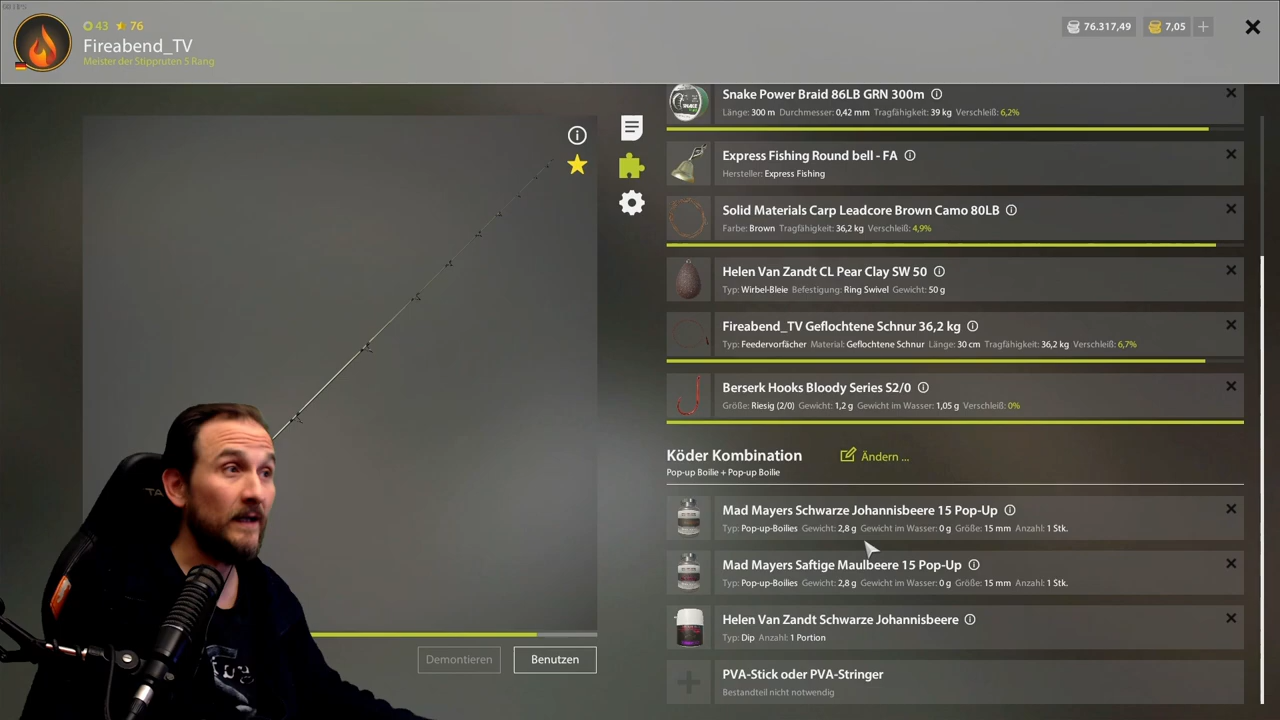 60 FPS
43 76
Fireabend_TV
Meister der Stippruten 5 Rang
76.317,49
7,05
Snake Power Braid 86LB GRN 300m
Länge: 300 m Durchmesser: 0,42 mm Tragfähigkeit: 39 kg Verschleiß: 6,2%
Express Fishing Round bell - FA
Hersteller: Express Fishing
Solid Materials Carp Leadcore Brown Camo 80LB
Farbe: Brown Tragfähigkeit: 36,2 kg Verschleiß: 4,9%
Helen Van Zandt CL Pear Clay SW 50
Typ: Wirbel-Bleie Befestigung: Ring Swivel Gewicht: 50 g
Fireabend_TV Geflochtene Schnur 36,2 kg
Typ: Feedervorfächer Material: Geflochtene Schnur Länge: 30 cm Tragfähigkeit: 36,2 kg Verschleiß: 6,7%
Berserk Hooks Bloody Series S2/0
Größe: Riesig (2/0) Gewicht: 1,2 g Gewicht im Wasser: 1,05 g Verschleiß: 0%
Köder Kombination
Ändern ...
Pop-up Boilie + Pop-up Boilie
Mad Mayers Schwarze Johannisbeere 15 Pop-Up
Typ: Pop-up-Boilies Gewicht: 2,8 g Gewicht im Wasser: 0 g Größe: 15 mm Anzahl: 1 Stk.
Mad Mayers Saftige Maulbeere 15 Pop-Up
Typ: Pop-up-Boilies Gewicht: 2,8 g Gewicht im Wasser: 0 g Größe: 15 mm Anzahl: 1 Stk.
Helen Van Zandt Schwarze Johannisbeere
Typ: Dip Anzahl: 1 Portion
PVA-Stick oder PVA-Stringer
Bestandteil nicht notwendig
Demontieren
Benutzen